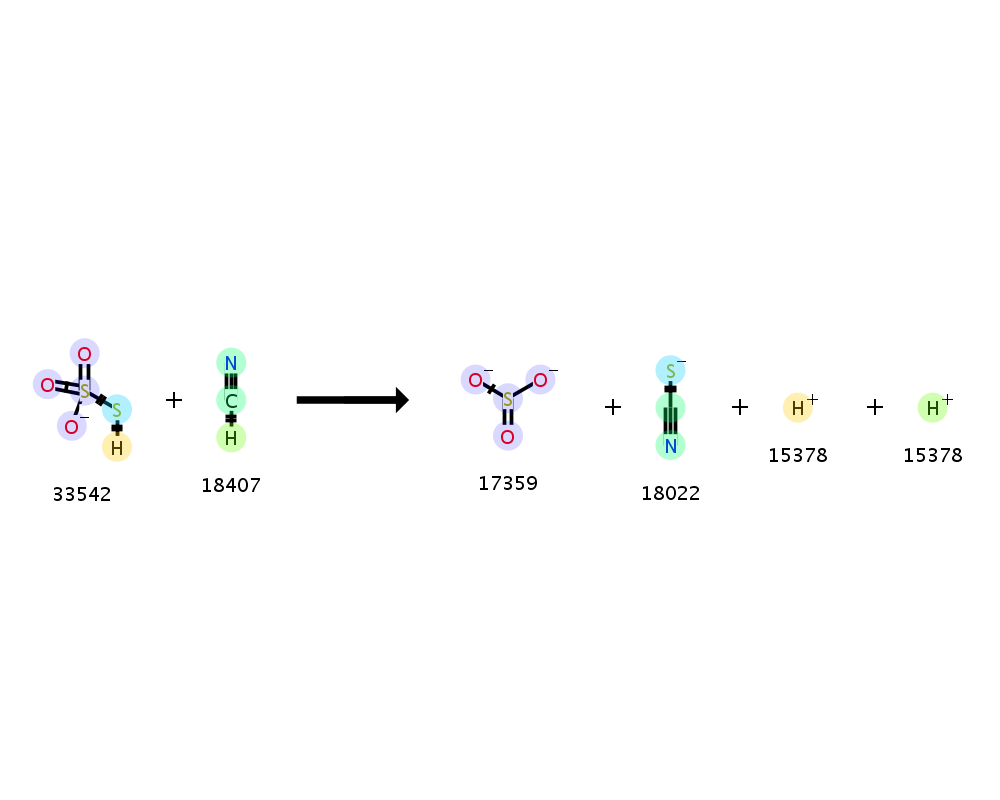 O
O S S
O⁻
H
33542
+
N
C
H
18407
O⁻ S O⁻
O
17359
+
S⁻
N
18022
+
H⁺
15378
+
H⁺
15378